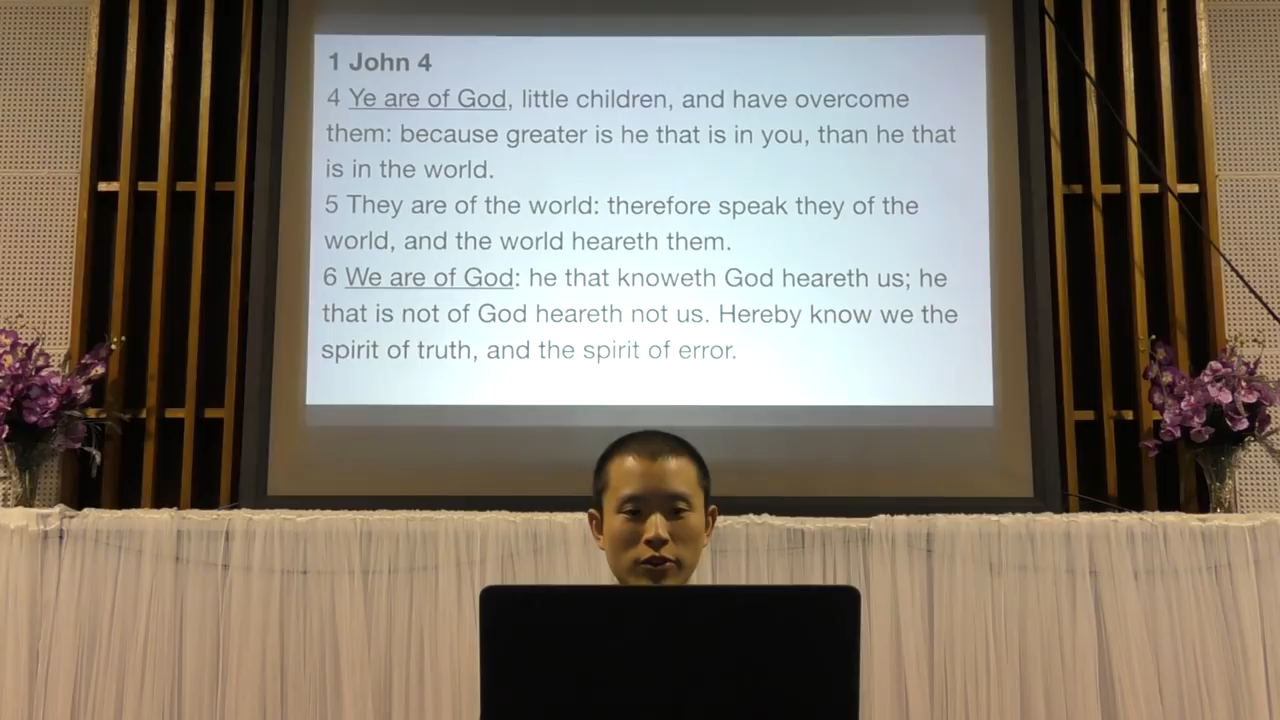 1 John 4
4 Ye are of God, little children, and have overcome
them: because greater is he that is in you, than he that
is in the world.
5 They are of the world: therefore speak they of the
world, and the world heareth them.
6 We are of God: he that knoweth God heareth us; he
that is not of God heareth not us. Hereby know we the
spirit of truth, and the spirit of error.